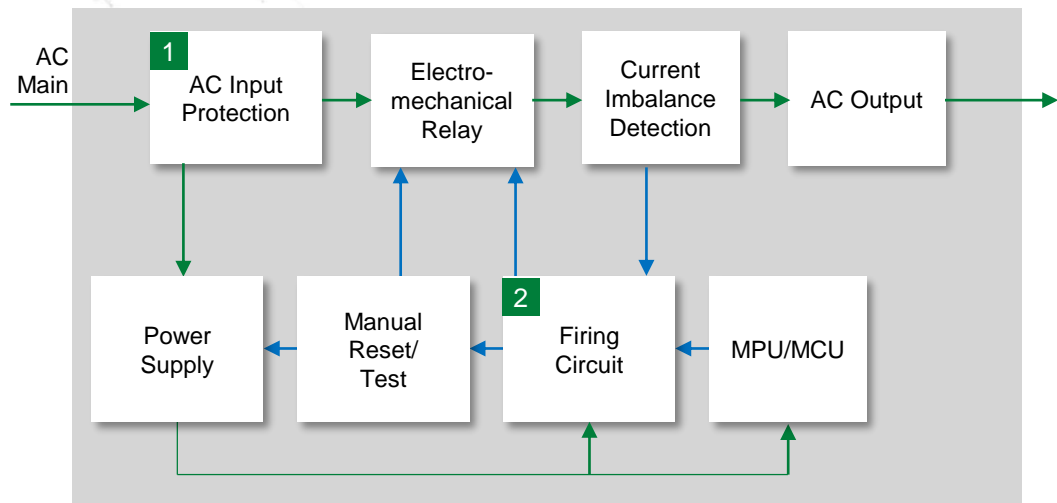 AC
Main
1
AC Input
Protection
Electro-
mechanical
Relay
Current
Imbalance
Detection
AC Output
Power
Supply
Manual
Reset/
Test
2
Firing
Circuit
MPU/MCU